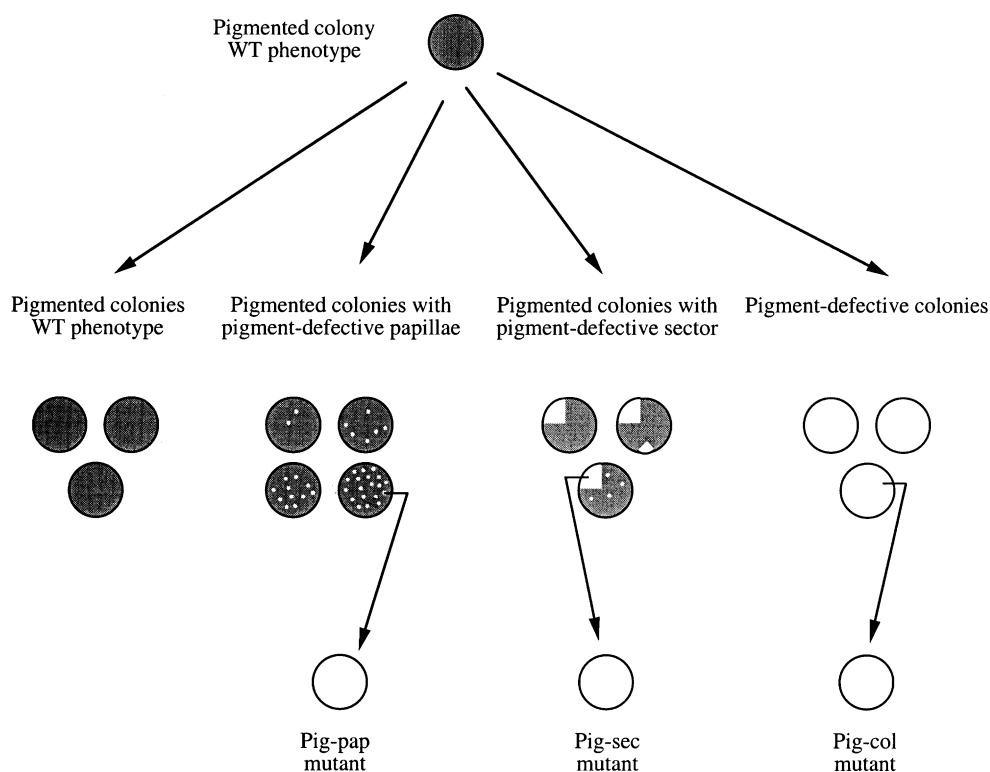 Pigmented colony
WT phenotype
Pigmented colonies
WT phenotype
Pigmented colonies with
pigment-defective papillae
Pigmented colonies with
pigment-defective sector
Pigment-defective colonies
Pig-pap
mutant
Pig-sec
mutant
Pig-col
mutant